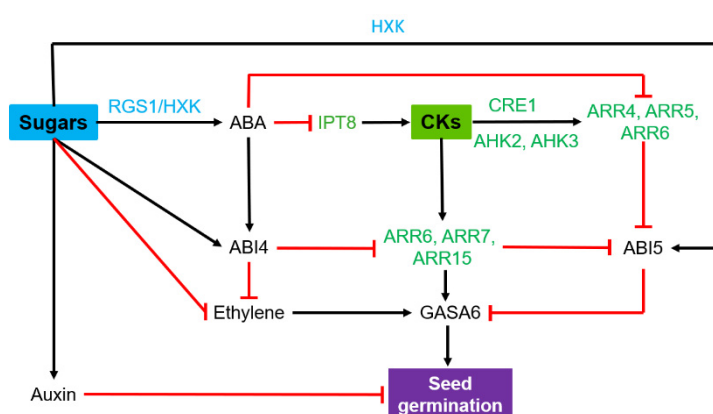 HXK
RGS1/HXK
Sugars
ABA
IPT8
CKs
CRE1
AHK2, AHK3
ARR4, ARR5,
ARR6
ABI4
ARR6, ARR7,
ARR15
ABI5
Ethylene
GASA6
Auxin
Seed
germination